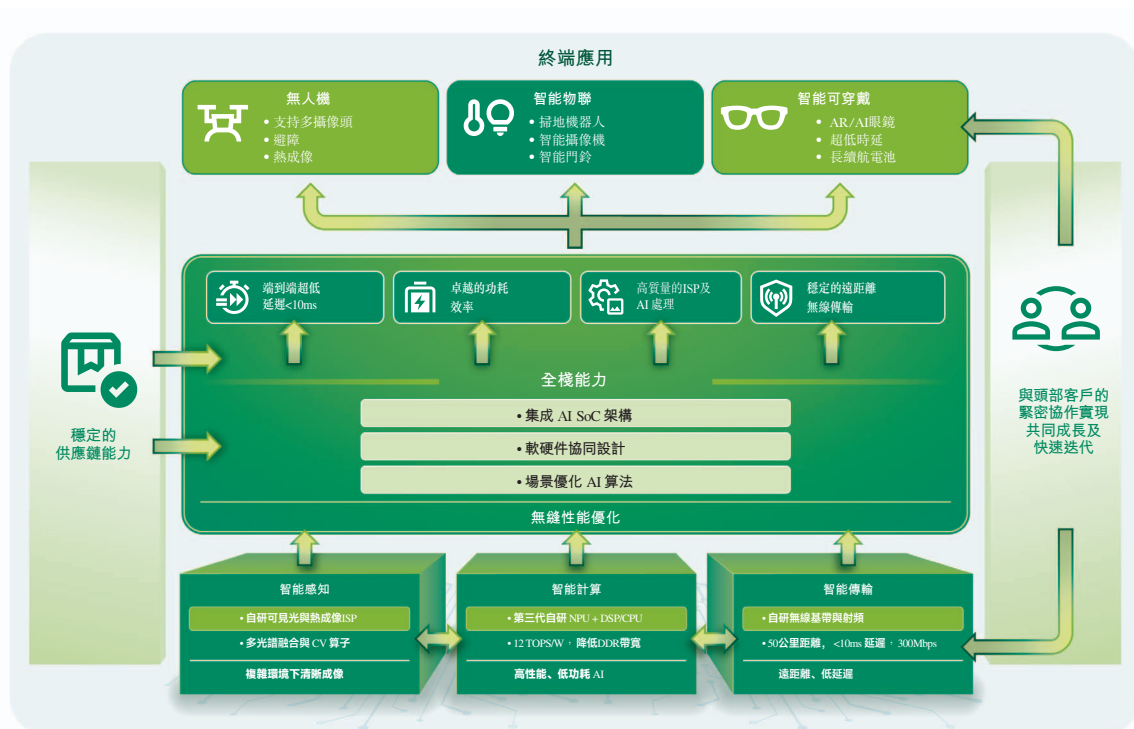 終端應用
無人機
• 支持多攝像頭
• 避障
• 熱成像
智能物聯
• 掃地機器人
• 智能攝像機
• 智能門鈴
智能可穿戴
• AR/AI眼鏡
• 超低時延
• 長續航電池
端到端超低
延遲<10ms
卓越的功耗
效率
高質量的ISP及
AI 處理
穩定的遠距離
無線傳輸
全棧能力
• 集成 AI SoC 架構
• 軟硬件協同設計
• 場景優化 AI 算法
無縫性能優化
穩定的
供應鏈能力
與頭部客戶的
緊密協作實現
共同成長及
快速迭代
智能感知
• 自研可見光與熱成像ISP
• 多光譜融合與 CV 算子
複雜環境下清晰成像
智能計算
• 第三代自研 NPU + DSP/CPU
• 12 TOPS/W，降低DDR帶寬
高性能、低功耗 AI
智能傳輸
• 自研無線基帶與射頻
• 50公里距離，<10ms 延遲，300Mbps
遠距離、低延遲